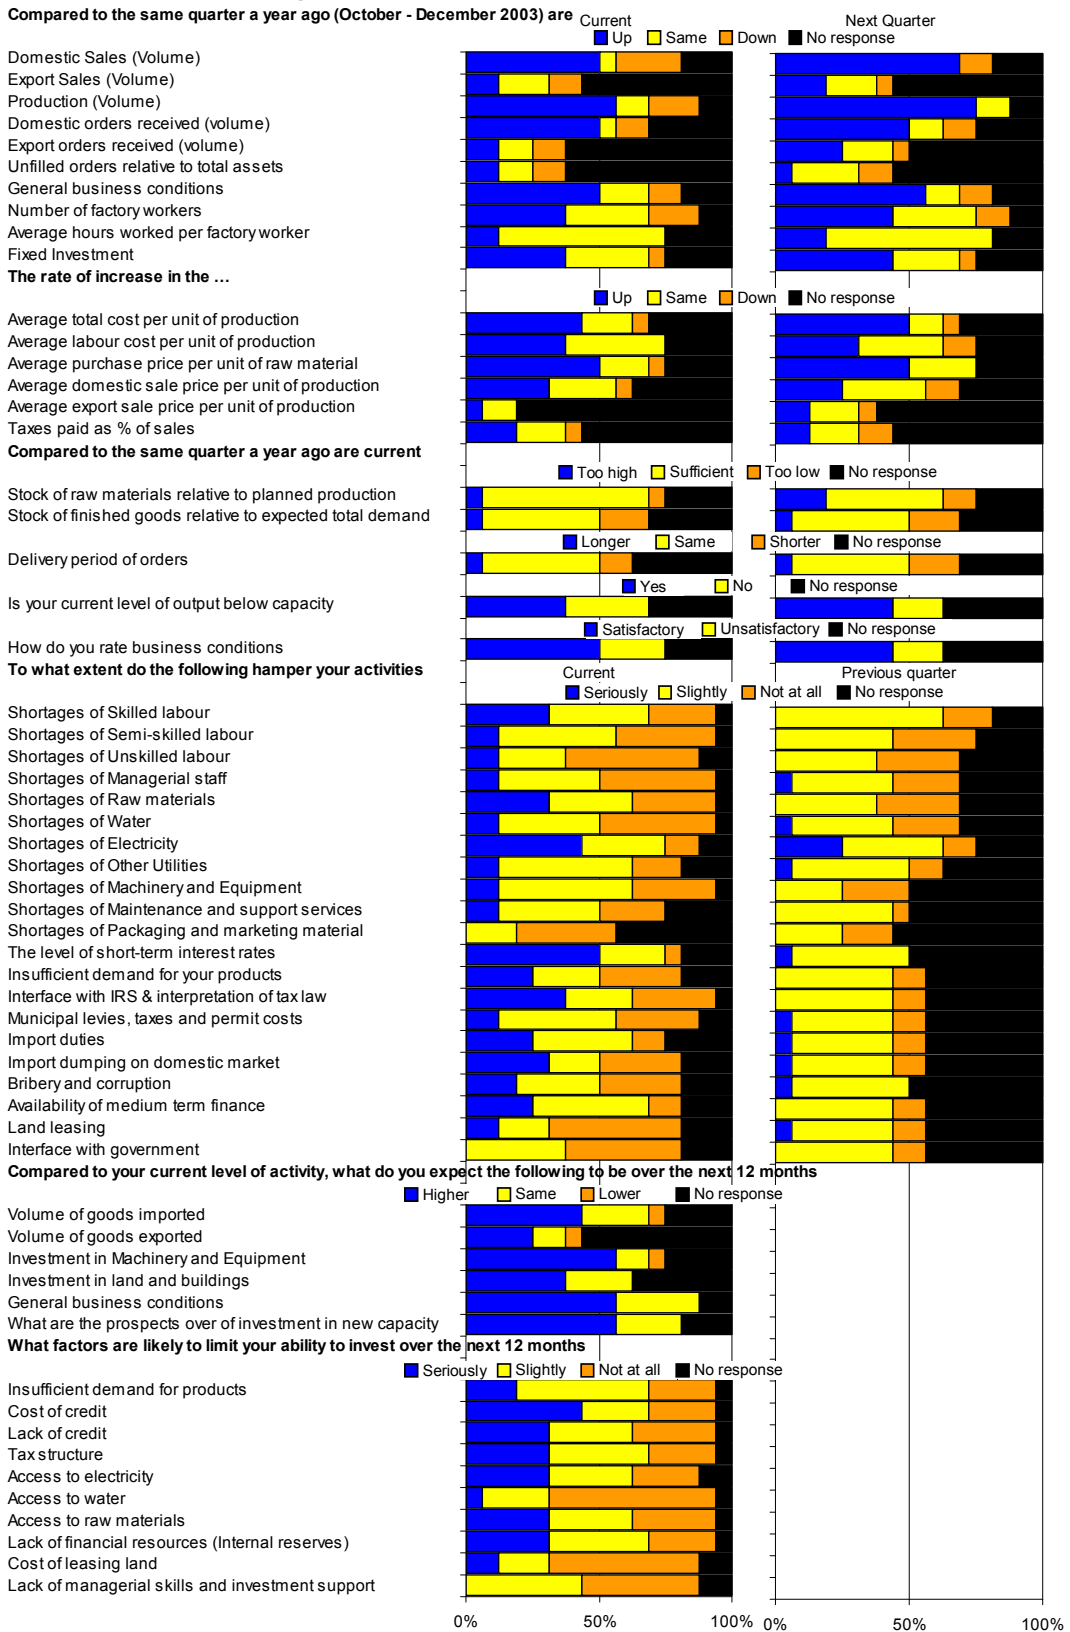 Compared to the same quarter a year ago (October - December 2003) are
Current
Next Quarter
Up Same Down No response
Domestic Sales (Volume)
Export Sales (Volume)
Production (Volume)
Domestic orders received (volume)
Export orders received (volume)
Unfilled orders relative to total assets
General business conditions
Number of factory workers
Average hours worked per factory worker
Fixed Investment
The rate of increase in the ...
Up Same Down No response
Average total cost per unit of production
Average labour cost per unit of production
Average purchase price per unit of raw material
Average domestic sale price per unit of production
Average export sale price per unit of production
Taxes paid as % of sales
Compared to the same quarter a year ago are current
Too high Sufficient Too low No response
Stock of raw materials relative to planned production
Stock of finished goods relative to expected total demand
Longer Same Shorter No response
Delivery period of orders
Yes No No response
Is your current level of output below capacity
Satisfactory Unsatisfactory No response
How do you rate business conditions
To what extent do the following hamper your activities
Current
Previous quarter
Seriously Slightly Not at all No response
Shortages of Skilled labour
Shortages of Semi-skilled labour
Shortages of Unskilled labour
Shortages of Managerial staff
Shortages of Raw materials
Shortages of Water
Shortages of Electricity
Shortages of Other Utilities
Shortages of Machinery and Equipment
Shortages of Maintenance and support services
Shortages of Packaging and marketing material
The level of short-term interest rates
Insufficient demand for your products
Interface with IRS & interpretation of tax law
Municipal levies, taxes and permit costs
Import duties
Import dumping on domestic market
Bribery and corruption
Availability of medium term finance
Land leasing
Interface with government
Compared to your current level of activity, what do you expect the following to be over the next 12 months
Higher Same Lower No response
Volume of goods imported
Volume of goods exported
Investment in Machinery and Equipment
Investment in land and buildings
General business conditions
What are the prospects over of investment in new capacity
What factors are likely to limit your ability to invest over the next 12 months
Seriously Slightly Not at all No response
Insufficient demand for products
Cost of credit
Lack of credit
Tax structure
Access to electricity
Access to water
Access to raw materials
Lack of financial resources (Internal reserves)
Cost of leasing land
Lack of managerial skills and investment support
0% 50% 100% 0% 50% 100%